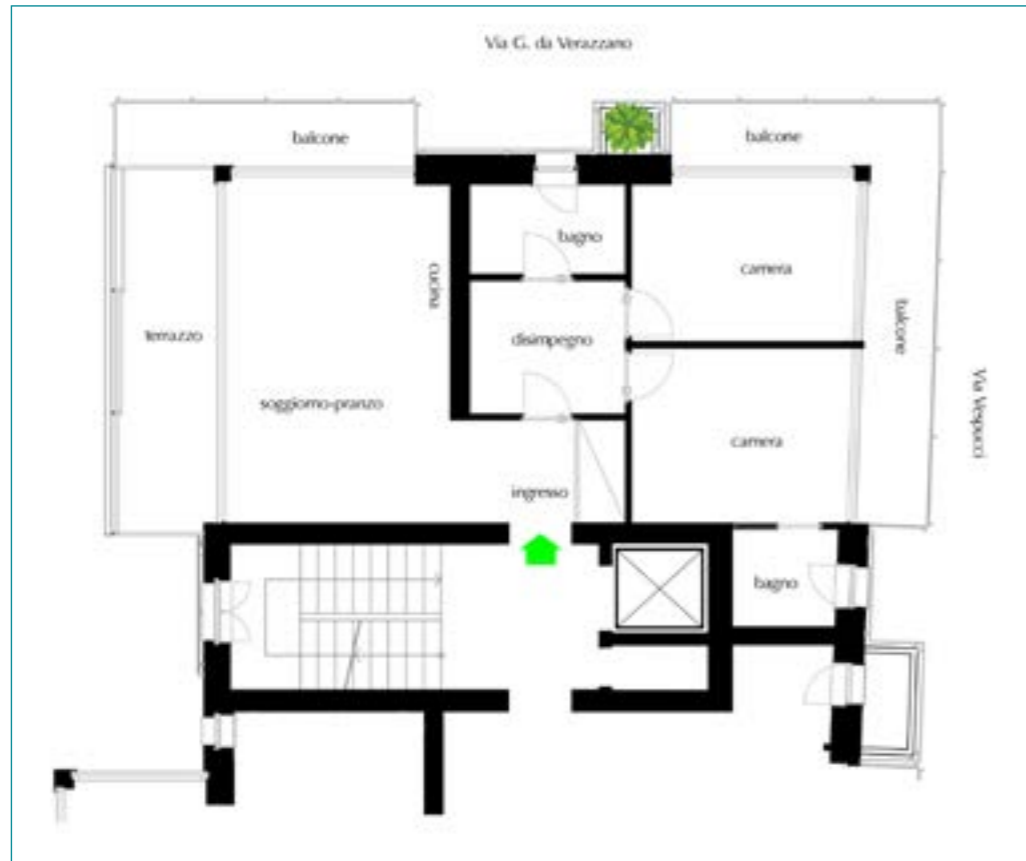 Via G. da Verazzano
balcone
balcone
bagno
cucina
camera
balcone
terrazzo
disimpegno
Via Vespucci
soggiorno-pranzo
camera
ingresso
bagno